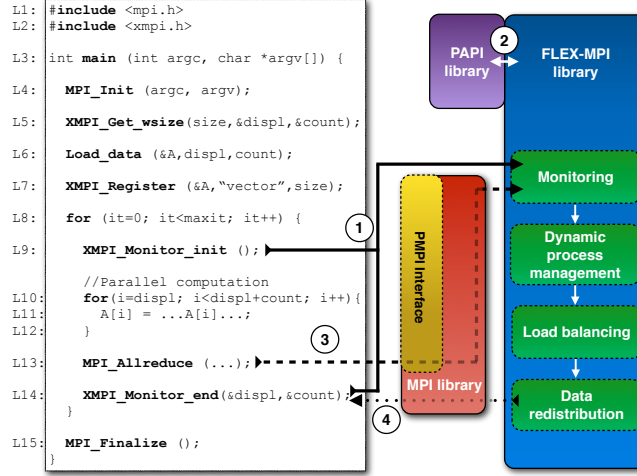 L1: #include <mpi.h>
L2: #include <xmpi.h>
L3: int main (int argc, char *argv[]) {
L4: MPI_Init (argc, argv);
L5: XMPI_Get_wsize(size,&displ,&count);
L6: Load_data (&A,displ,count);
L7: XMPI_Register (&A,“vector”,size);
L8: for (it=0; it<maxit; it++) {
L9: XMPI_Monitor_init ();
//Parallel computation
L10: for(i=displ; i<displ+count; i++){
L11: A[i] = ...A[i]...;
L12: }
L13: MPI_Allreduce (...);
L14: XMPI_Monitor_end(&displ,&count);
}
L15: MPI_Finalize ();
}
1
3
4
PAPI
library
2
FLEX-MPI
library
PMPI Interface
MPI library
Monitoring
Dynamic
process
management
Load balancing
Data
redistribution